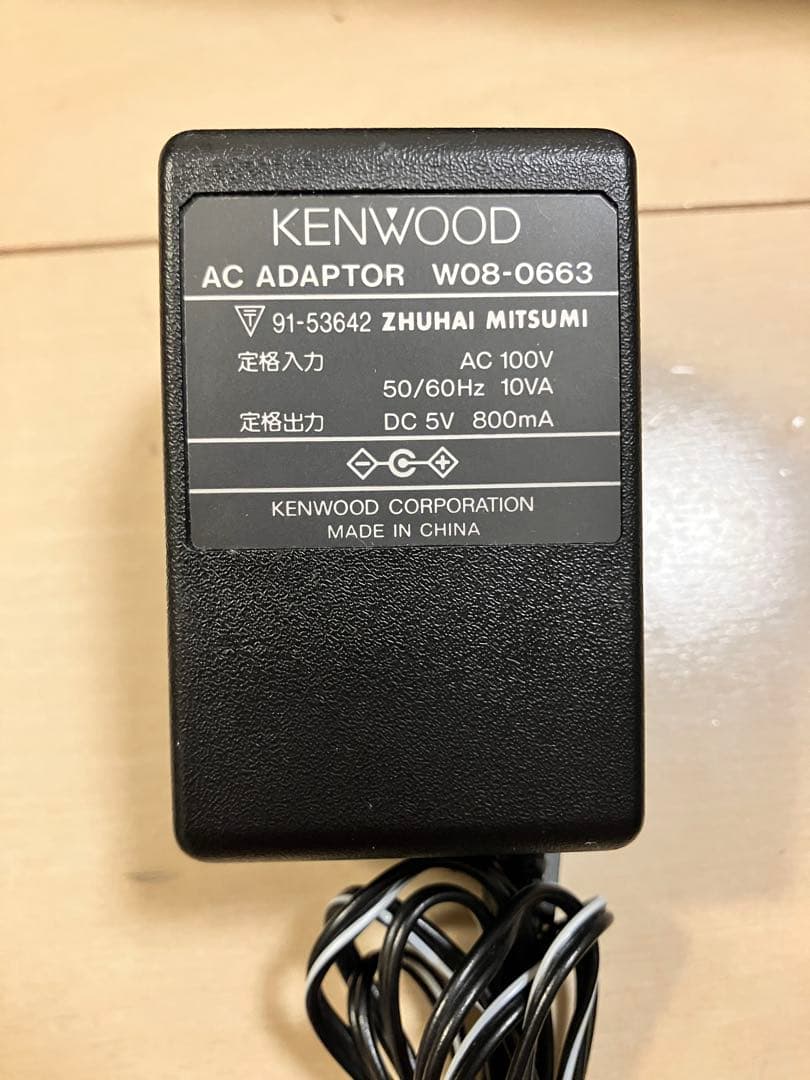 KENWOOD
AC ADAPTOR W08-0663
T 91-53642 ZHUHAI MITSUMI
定格入力 AC 100V
50/60Hz 10VA
定格出力 DC 5V 800mA
KENWOOD CORPORATION
MADE IN CHINA